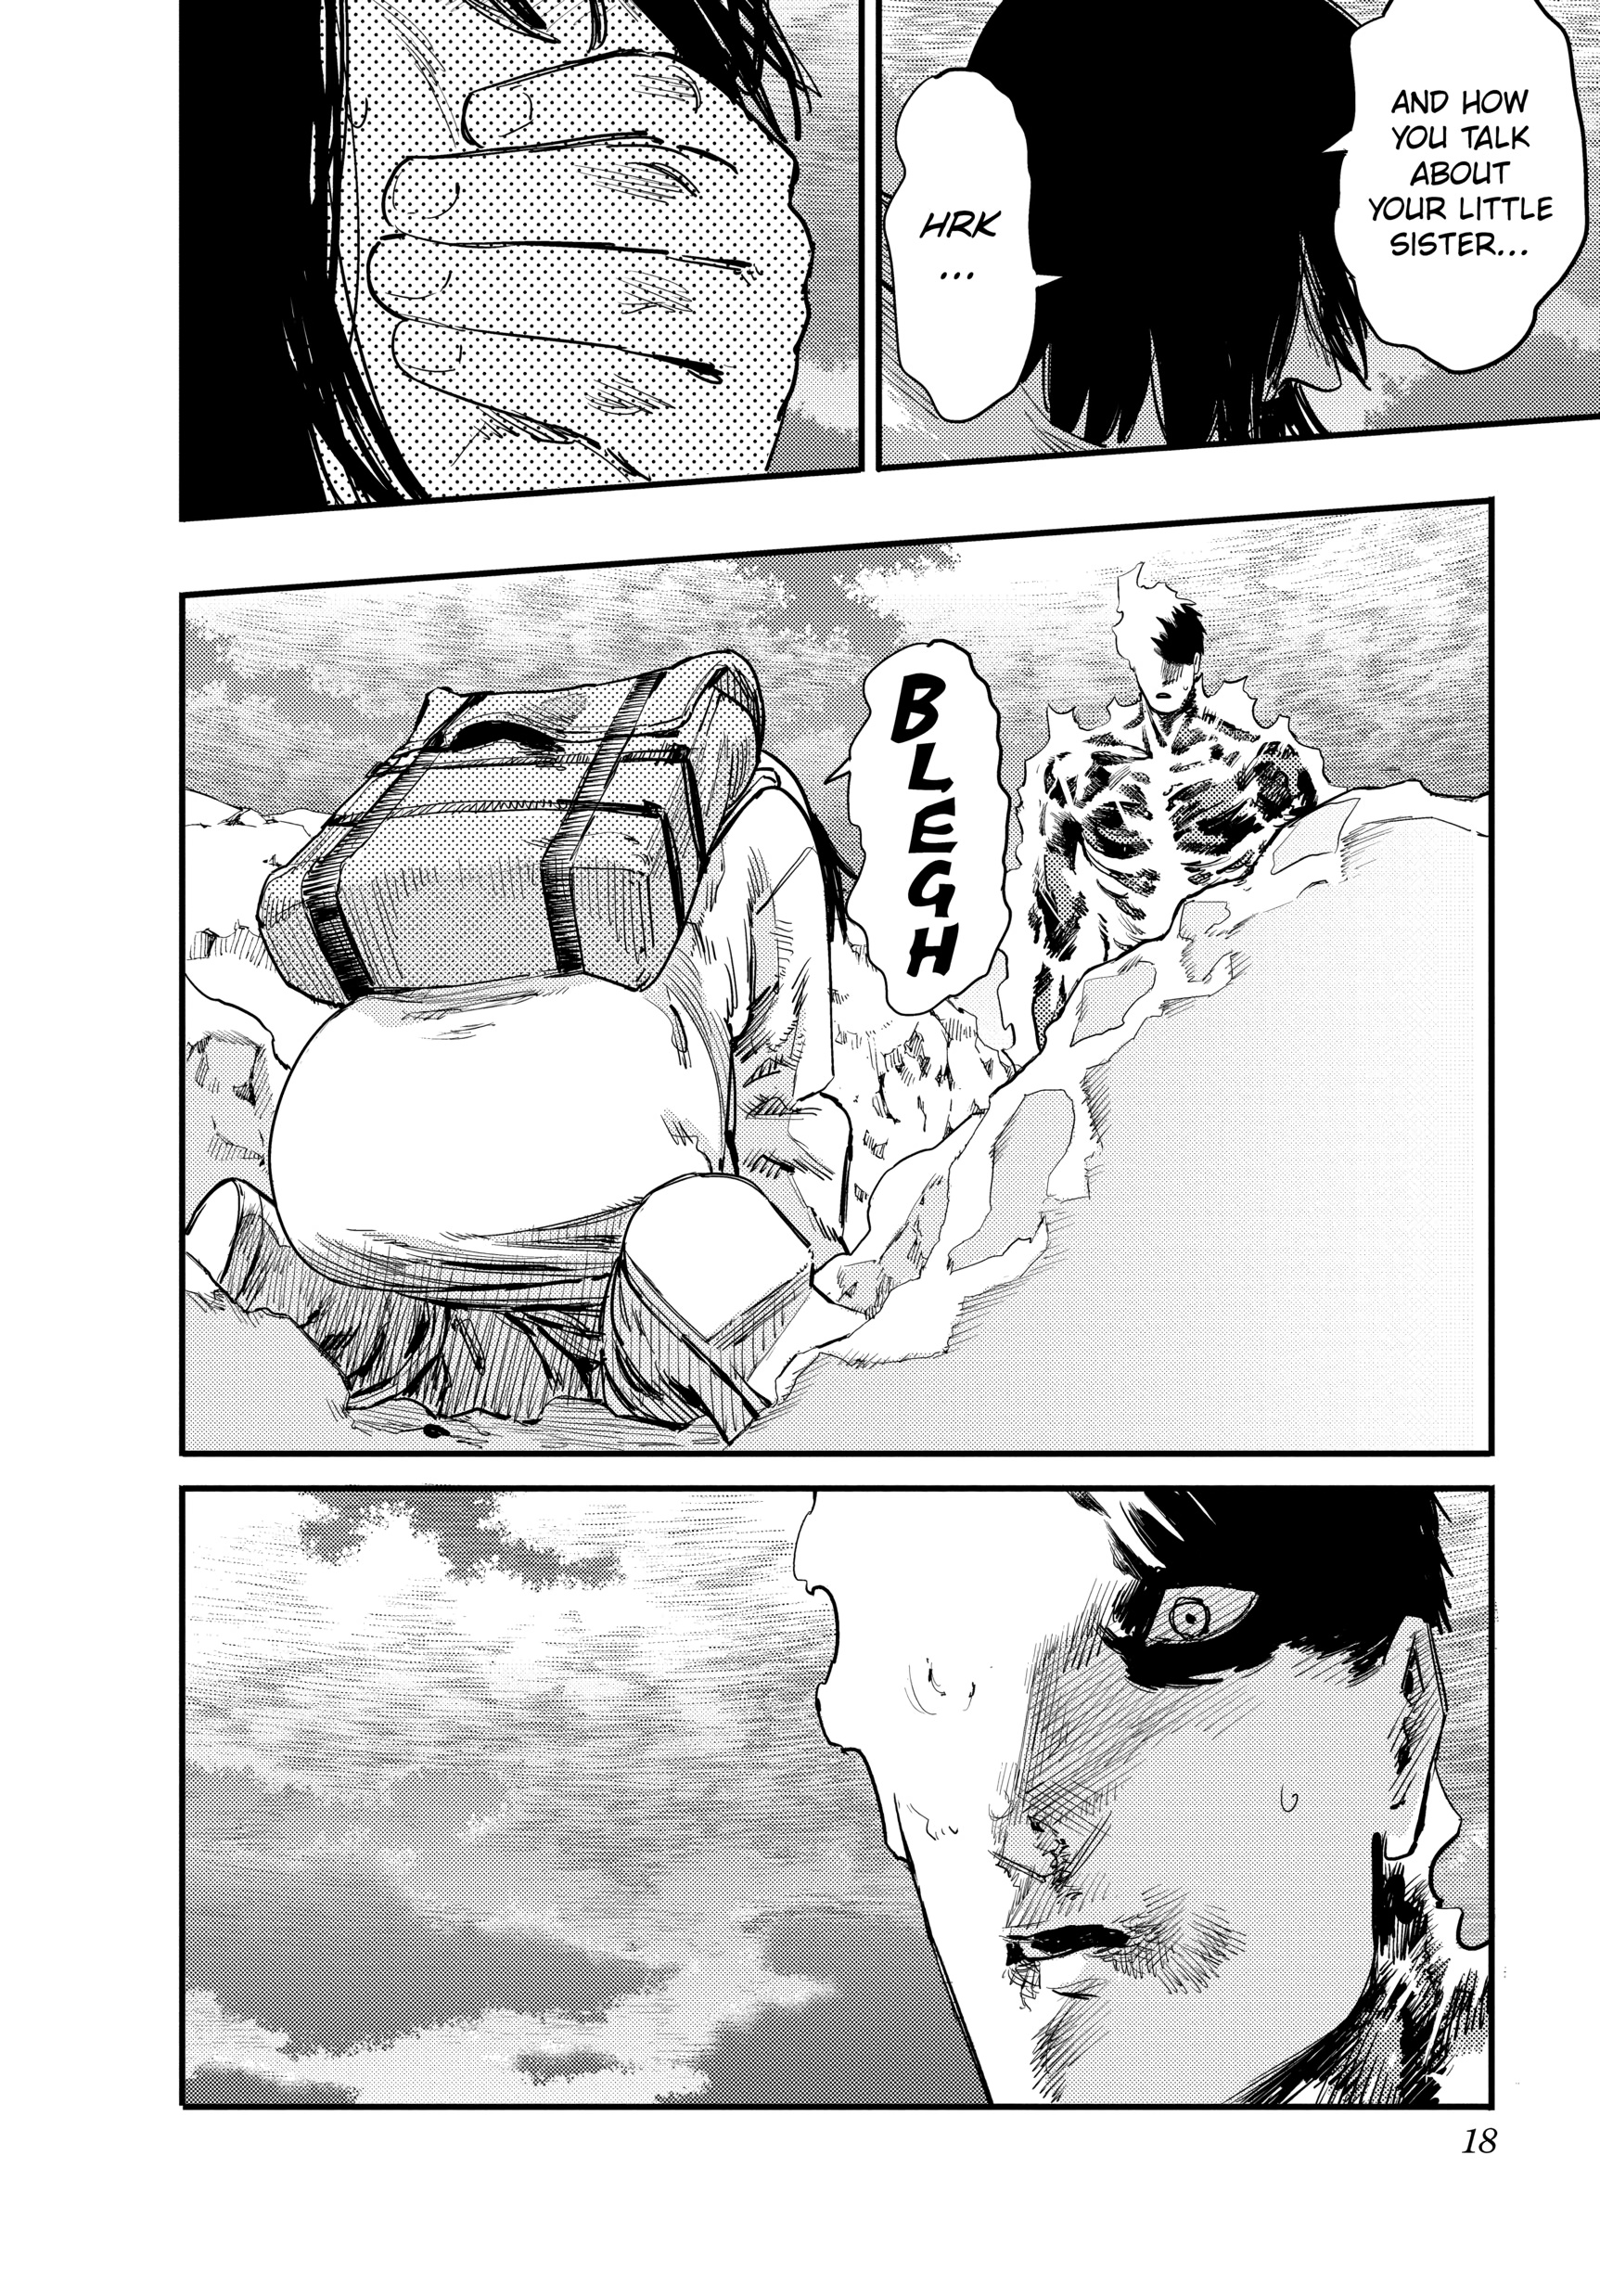 AND HOW
YOU TALK
ABOUT
YOUR LITTLE
SISTER...
HRK
...
BLEGH
18